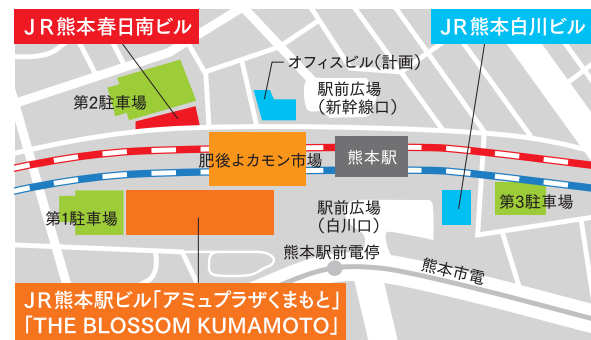 JR熊本春日南ビル
JR熊本白川ビル
オフィスビル(計画)
駅前広場
(新幹線口)
第2駐車場
肥後よカモン市場
熊本駅
第1駐車場
駅前広場
(白川口)
第3駐車場
熊本駅前電停
熊本市電
JR熊本駅ビル「アミュプラザくまもと」
「THE BLOSSOM KUMAMOTO」